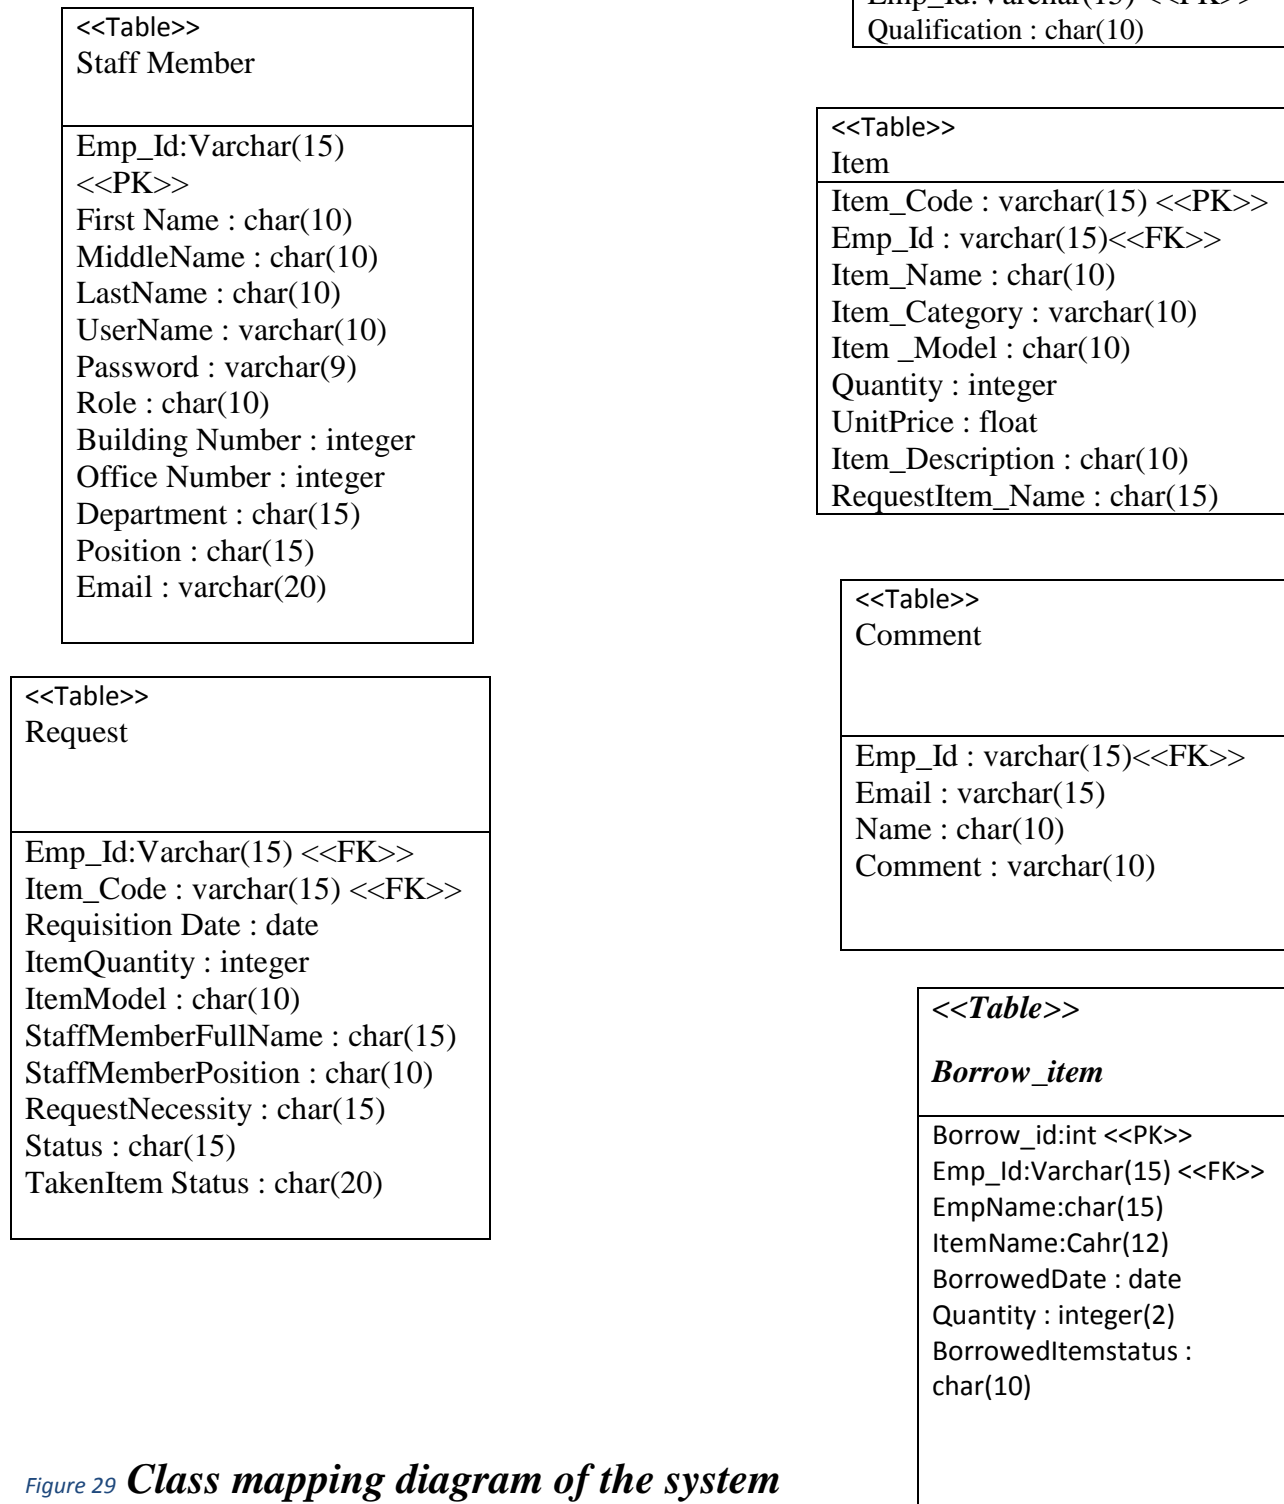 <<Table>>
Staff Member
Emp_Id:Varchar(15)
<<PK>>
First Name : char(10)
MiddleName : char(10)
LastName : char(10)
UserName : varchar(10)
Password : varchar(9)
Role : char(10)
Building Number : integer
Office Number : integer
Department : char(15)
Position : char(15)
Email : varchar(20)
<<Table>>
Request
Emp_Id:Varchar(15) <<FK>>
Item_Code : varchar(15) <<FK>>
Requisition Date : date
ItemQuantity : integer
ItemModel : char(10)
StaffMemberFullName : char(15)
StaffMemberPosition : char(10)
RequestNecessity : char(15)
Status : char(15)
TakenItem Status : char(20)
Emp_Id:Varchar(15)
Qualification : char(10)
<<Table>>
Item
Item_Code : varchar(15) <<PK>>
Emp_Id : varchar(15)<<FK>>
Item_Name : char(10)
Item_Category : varchar(10)
Item _Model : char(10)
Quantity : integer
UnitPrice : float
Item_Description : char(10)
RequestItem_Name : char(15)
<<Table>>
Comment
Emp_Id : varchar(15)<<FK>>
Email : varchar(15)
Name : char(10)
Comment : varchar(10)
<<Table>>
Borrow_item
Borrow_id:int <<PK>>
Emp_Id:Varchar(15) <<FK>>
EmpName:char(15)
ItemName:Cahr(12)
BorrowedDate : date
Quantity : integer(2)
BorrowedItemstatus :
char(10)
Figure 29 Class mapping diagram of the system